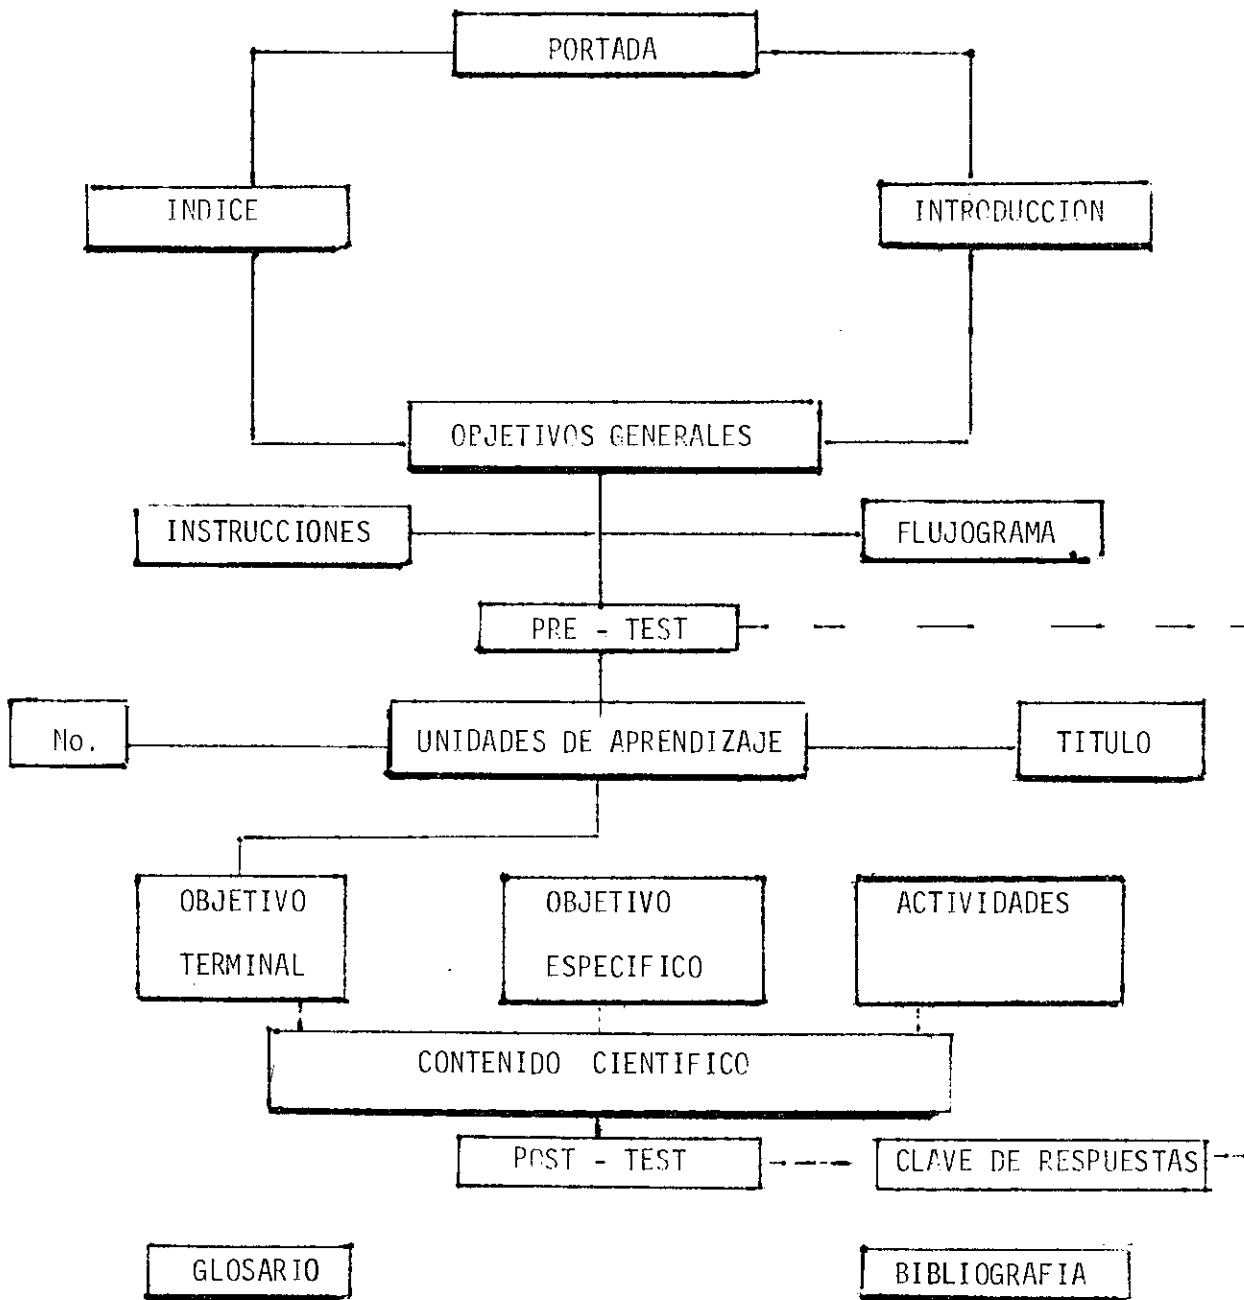 PORTADA
INDICE
INTRODUCCION
OBJETIVOS GENERALES
INSTRUCCIONES
FLUJOGRAMA
PRE - TEST
No.
UNIDADES DE APRENDIZAJE
TITULO
OBJETIVO
TERMINAL
OBJETIVO
ESPECIFICO
ACTIVIDADES
CONTENIDO CIENTIFICO
POST - TEST
CLAVE DE RESPUESTAS
GLOSARIO
BIBLIOGRAFIA